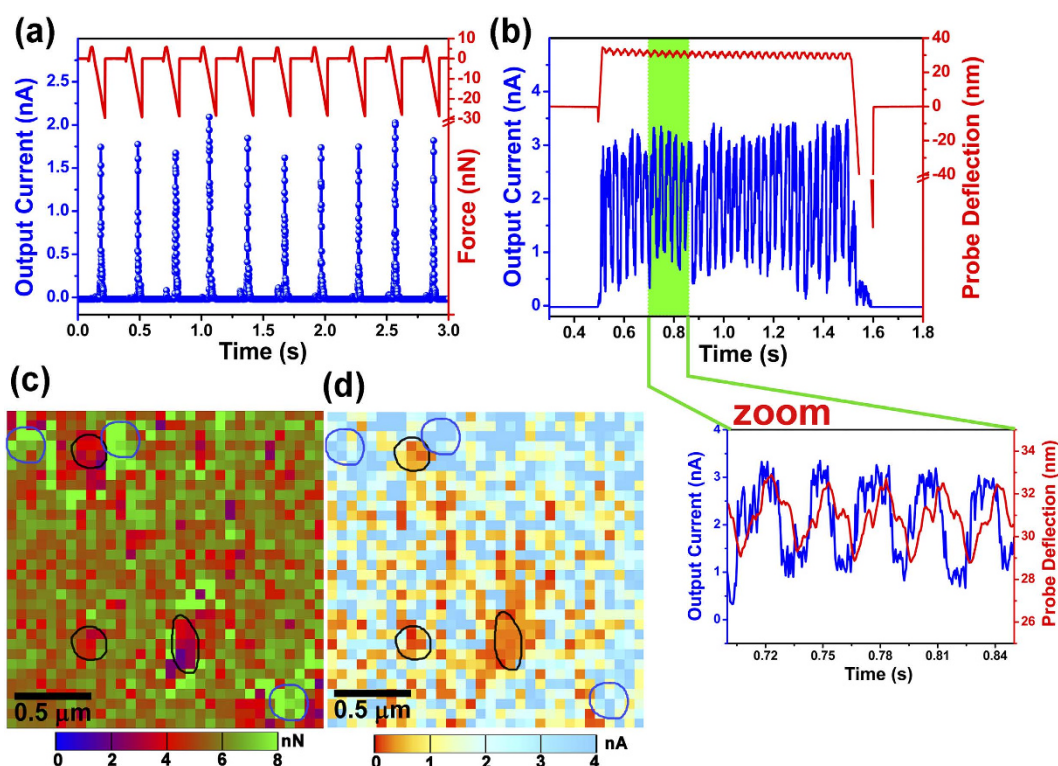 (a)
Output Current (nA)
2.5
2.0
1.5
1.0
0.5
0.0
0.0 0.5 1.0 1.5 2.0 2.5 3.0
Time (s)
10
0
-10
-20
-30
Force (nN)
(b)
Output Current (nA)
4
3
2
1
0
0.4 0.6 0.8 1.0 1.2 1.4 1.6 1.8
Time (s)
40
20
0
-20
-40
Probe Deflection (nm)
(c)
0.5 μm
nN
0 2 4 6 8
(d)
0.5 μm
nA
0 1 2 3 4
zoom
Output Current (nA)
4
3
2
1
0
0.72 0.75 0.78 0.81 0.84
Time (s)
34
32
30
28
26
Probe Deflection (nm)